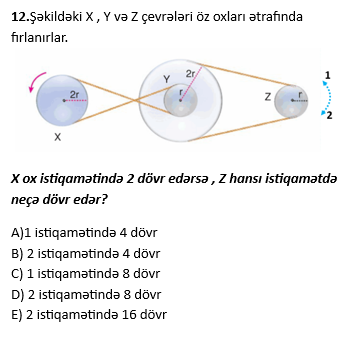 12.Şəkildəki X , Y və Z çevrələri öz oxları ətrafında
fırlanırlar.
2r
X
Y
2r
r
Z
r
1
2
X ox istiqamətində 2 dövr edərsə , Z hansı istiqamətdə
neçə dövr edər?
A)1 istiqamətində 4 dövr
B) 2 istiqamətində 4 dövr
C) 1 istiqamətində 8 dövr
D) 2 istiqamətində 8 dövr
E) 2 istiqamətində 16 dövr